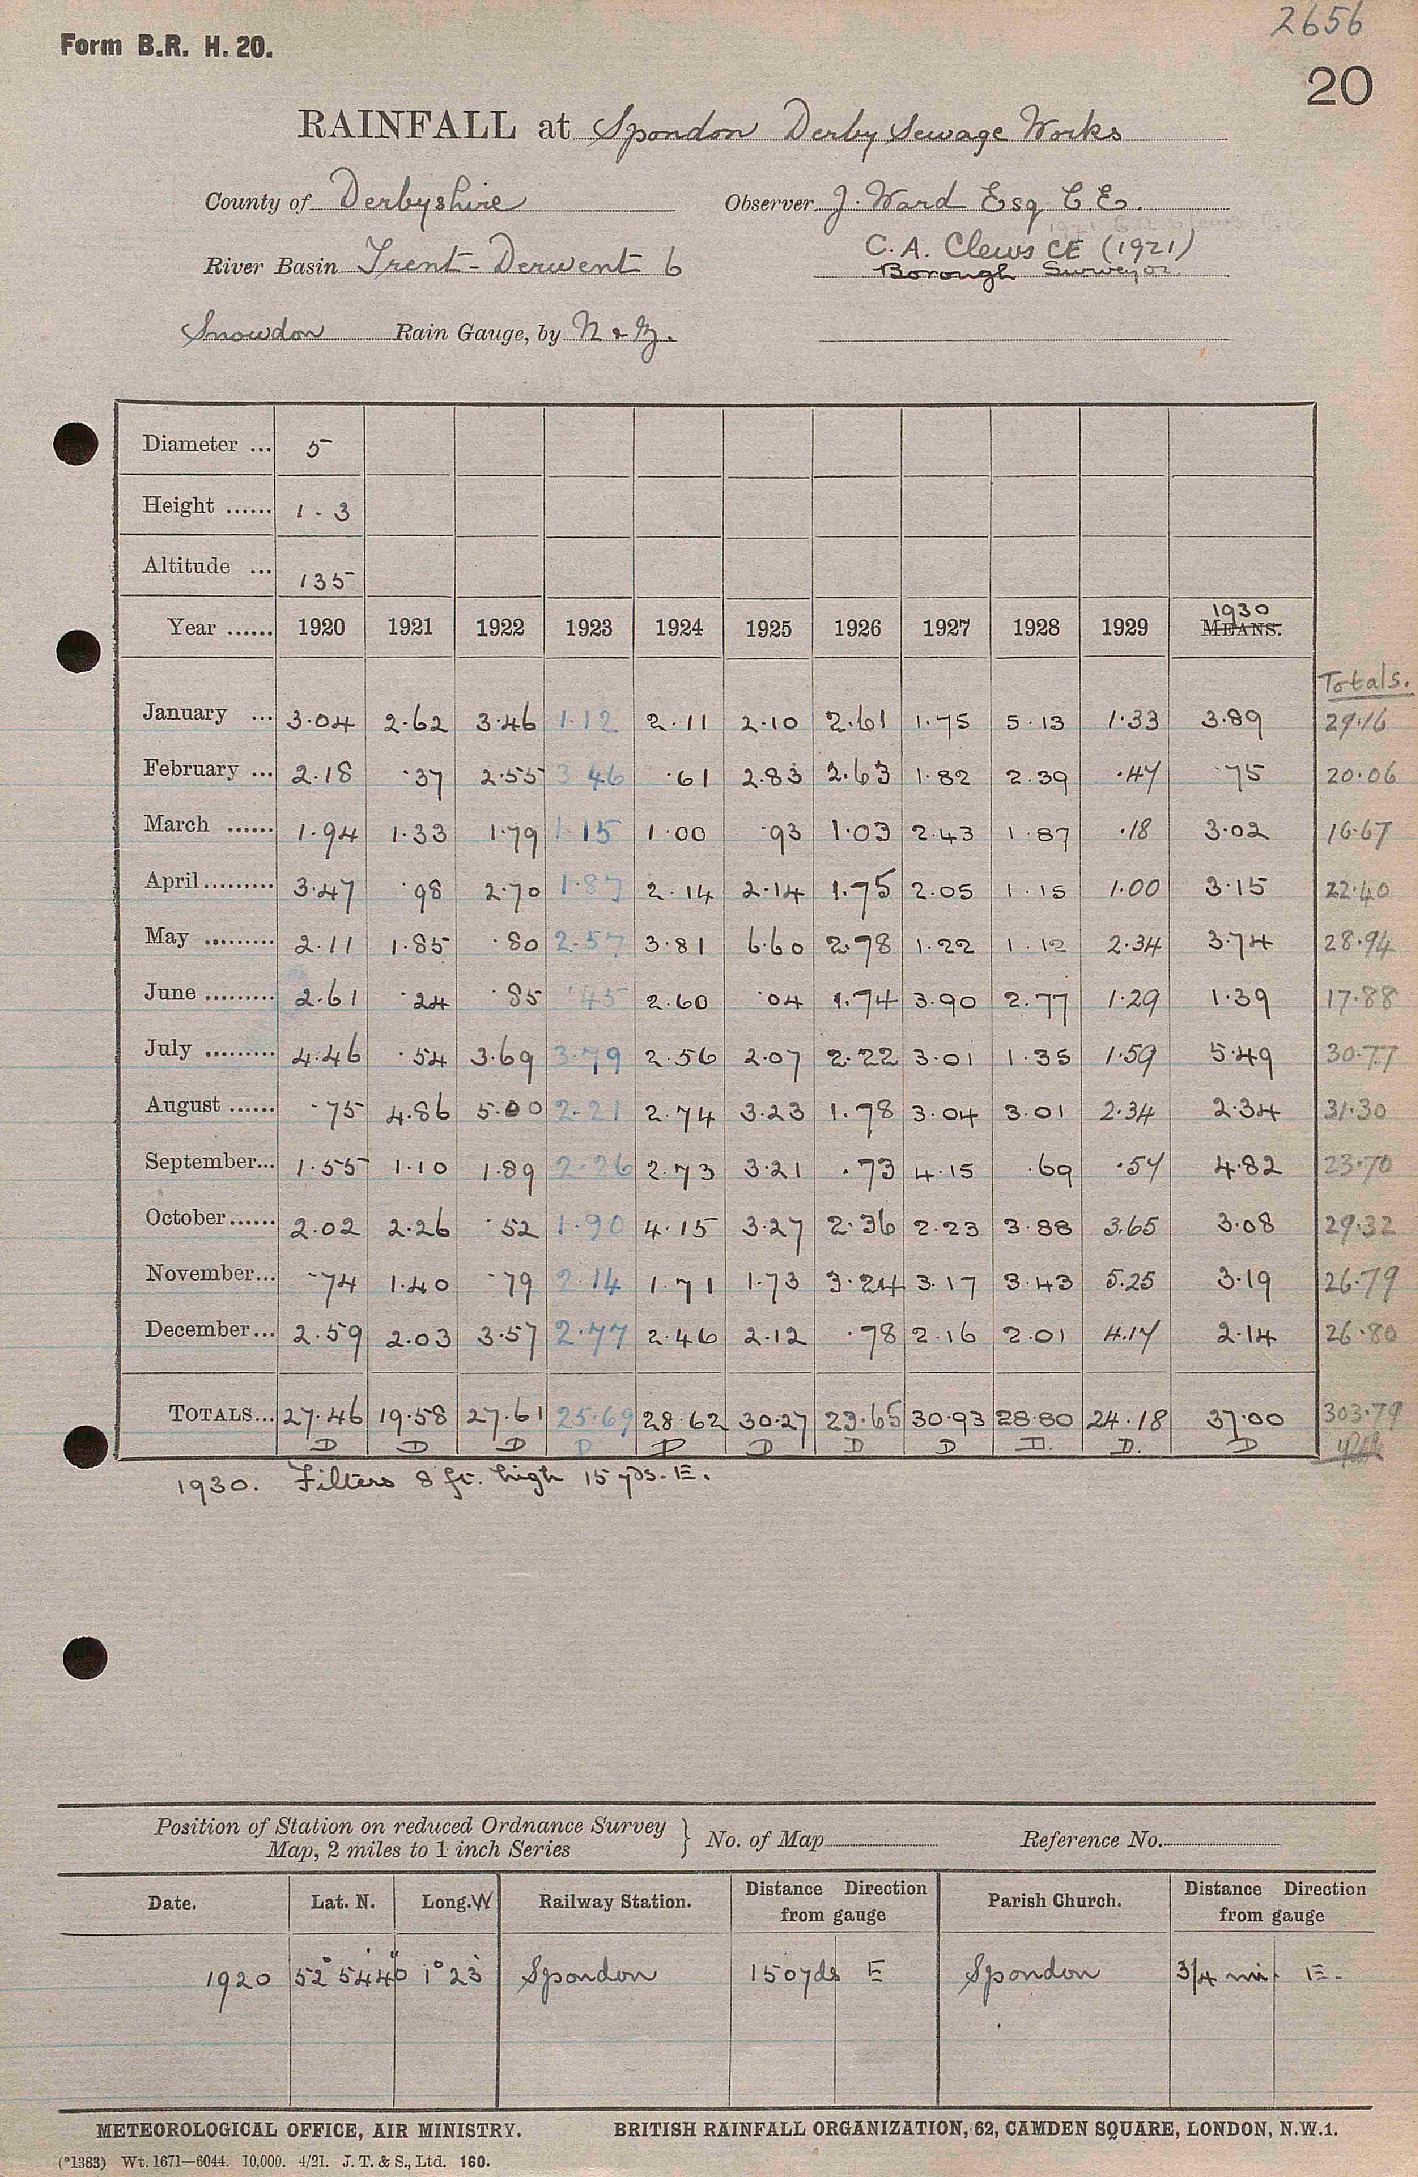 2656
Form B.R. H. 20.
20
RAINFALL at Spondon Derby Sewage Works
County of Derbyshire Observer J. Ward Esq C.E.
River Basin Trent - Derwent 6 C. A. Clews CE (1921)
Borough Surveyor.
Snowdon Rain Gauge, by N & Z.
Diameter ... 5
Height ...... 1 - 3
Altitude ... 135
1930
Year ...... 1920 1921 1922 1923 1924 1925 1926 1927 1928 1929 MEANS.
Totals.
January ... 3.04 2.62 3.46 1.12 2.11 2.10 2.61 1.75 5.13 1.33 3.89 29.16
February ... 2.18 .37 2.55 3.46 .61 2.83 2.63 1.82 2.39 .47 .75 20.06
March ...... 1.94 1.33 1.79 1.15 1.00 .93 1.03 2.43 1.87 .18 3.02 16.67
April ......... 3.47 .98 2.70 1.87 2.14 2.14 1.75 2.05 1.15 1.00 3.15 22.40
May ......... 2.11 1.85 .80 2.57 3.81 6.60 2.78 1.22 1.12 2.34 3.74 28.94
June ......... 2.61 .24 .85 .45 2.60 .04 1.74 3.90 2.77 1.29 1.39 17.88
July ......... 4.46 .54 3.69 3.79 2.56 2.07 2.22 3.01 1.35 1.59 5.49 30.77
August ...... .75 4.86 5.00 2.21 2.74 3.23 1.78 3.04 3.01 2.34 2.34 31.30
September... 1.55 1.10 1.89 2.26 2.73 3.21 .73 4.15 .69 .57 4.82 23.70
October ...... 2.02 2.26 .52 1.90 4.15 3.27 2.36 2.23 3.88 3.65 3.08 29.32
November... .74 1.40 .79 2.14 1.71 1.73 3.24 3.17 3.43 5.25 3.19 26.79
December... 2.59 2.03 3.57 2.77 2.46 2.12 .78 2.16 2.01 4.17 2.14 26.80
TOTALS... 27.46 19.58 27.61 25.69 28.62 30.27 23.65 30.93 28.80 24.18 37.00 303.79
D D D D D D D D D. D. D
1930. Filters 8 ft. high 15 yds. E.
Position of Station on reduced Ordnance Survey
Map, 2 miles to 1 inch Series } No. of Map Reference No.
Date. Lat. N. Long. W Railway Station. Distance Direction from gauge Parish Church. Distance Direction from gauge
1920 52° 54' 40" 1° 23' Spondon 150 yds E Spondon 3/4 mi. E.
METEOROLOGICAL OFFICE, AIR MINISTRY. BRITISH RAINFALL ORGANIZATION, 62, CAMDEN SQUARE, LONDON, N.W.1.
(*1383) Wt. 1671—6044. 10,000. 4/21. J. T. & S., Ltd. 160.